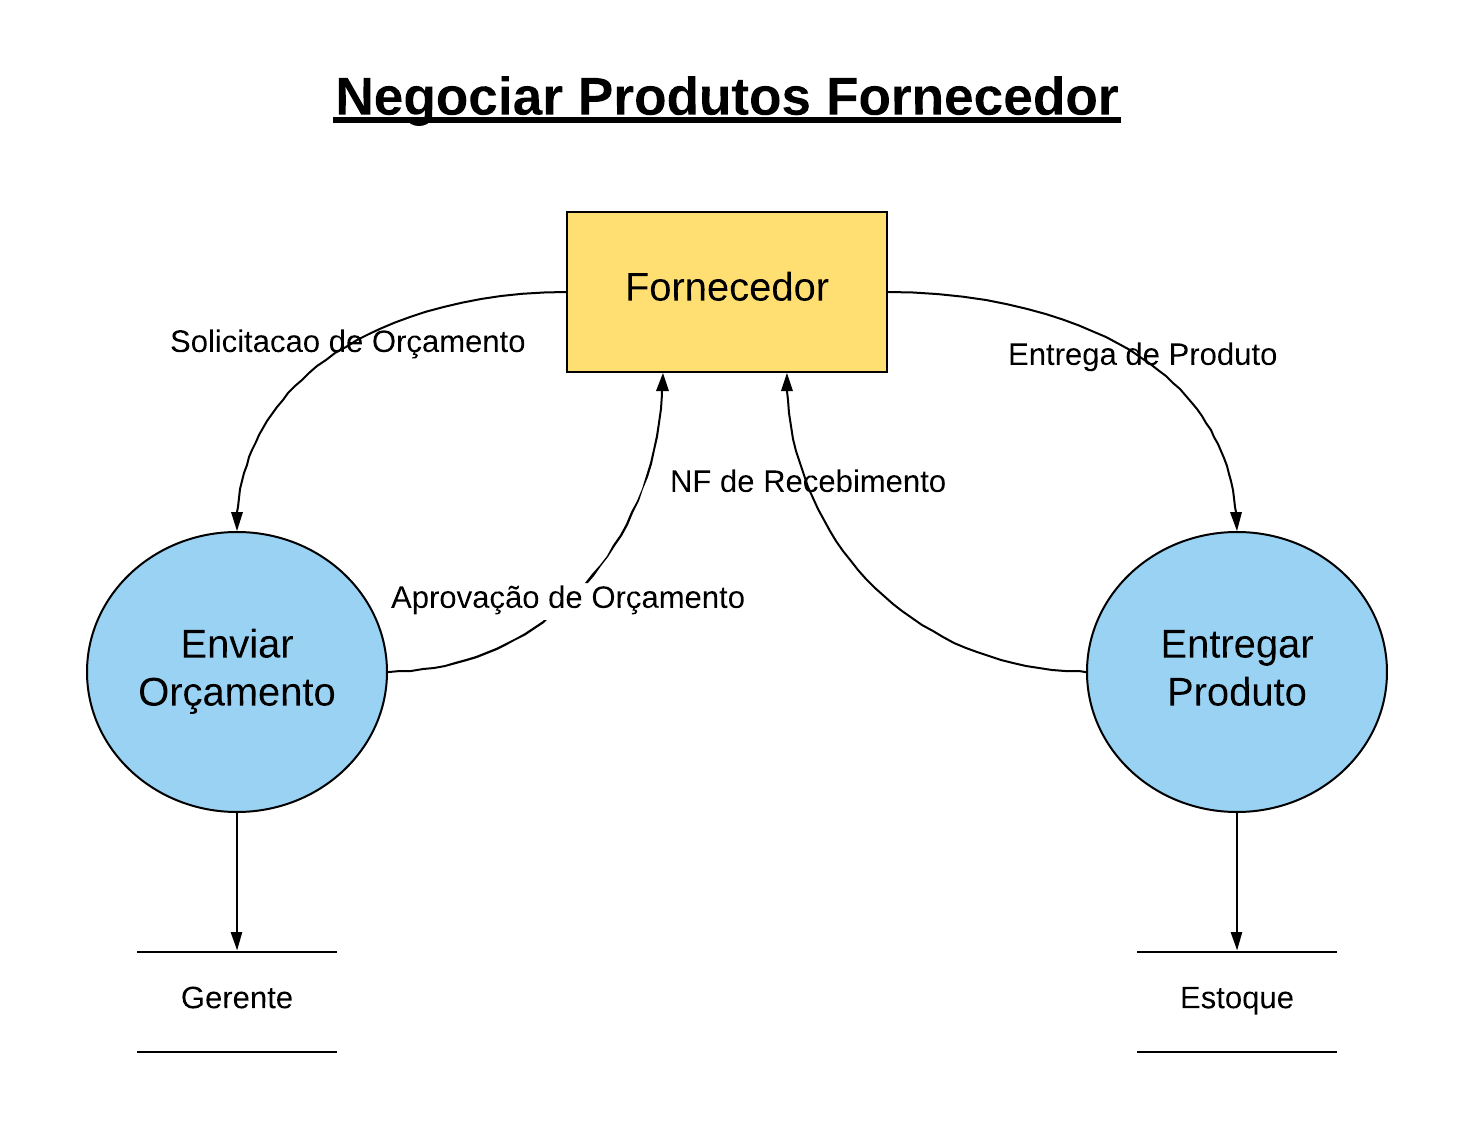 Negociar Produtos Fornecedor
Fornecedor
Solicitacao de Orçamento
Entrega de Produto
NF de Recebimento
Aprovação de Orçamento
Enviar
Orçamento
Entregar
Produto
Gerente
Estoque